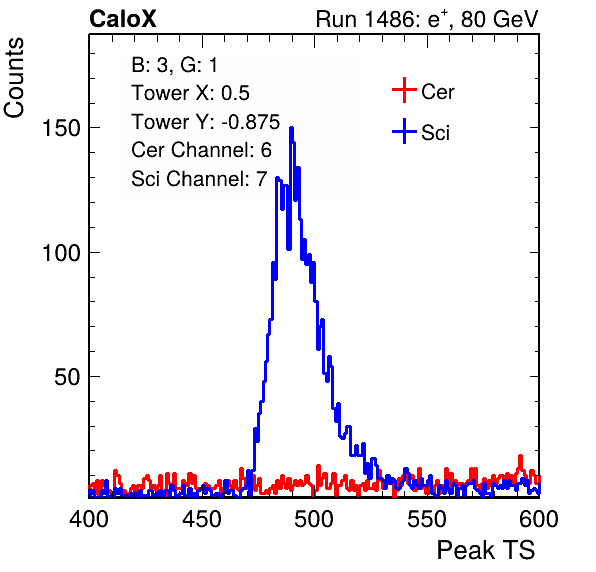 CaloX Run 1486: e⁺, 80 GeV
Counts
B: 3, G: 1
Tower X: 0.5
Tower Y: -0.875
Cer Channel: 6
Sci Channel: 7
Cer
Sci
150
100
50
400 450 500 550 600
Peak TS